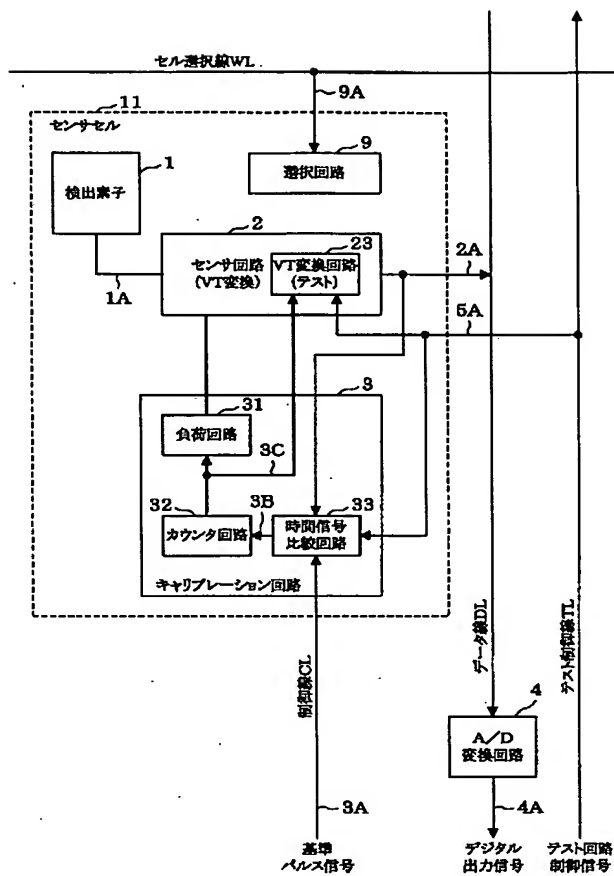 セル選択線WL
9A
11
センサセル
1
検出素子
9
選択回路
2
23
センサ回路
(VT変換)
VT変換回路
(テスト)
2A
1A
5A
3
31
負荷回路
3C
32
3B
33
カウンタ回路
時間信号
比較回路
キャリブレーション回路
制御線CL
データ線DL
テスト制御線TL
4
A/D
変換回路
3A
4A
基準
パルス信号
デジタル
出力信号
テスト回路
制御信号